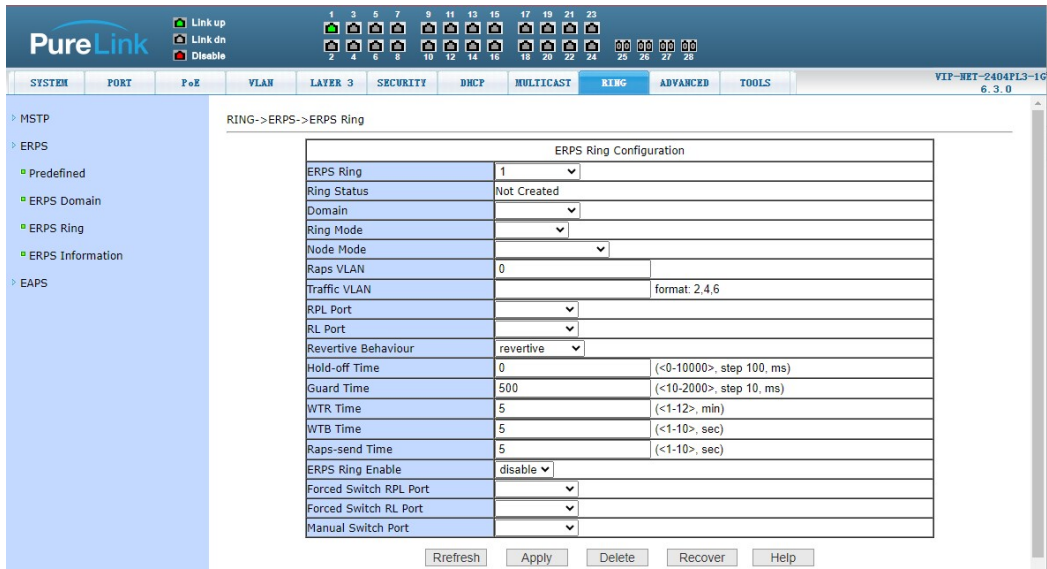 PureLink
Link up
Link dn
Disable
1 3 5 7 9 11 13 15 17 19 21 23
2 4 6 8 10 12 14 16 18 20 22 24 25 26 27 28
SYSTEM PORT PoE VLAN LAYER 3 SECURITY DHCP MULTICAST RING ADVANCED TOOLS
VIP-NET-2404PL3-1G
6.3.0
MSTP
ERPS
Predefined
ERPS Domain
ERPS Ring
ERPS Information
EAPS
RING->ERPS->ERPS Ring
ERPS Ring Configuration
ERPS Ring 1
Ring Status Not Created
Domain
Ring Mode
Node Mode
Raps VLAN 0
Traffic VLAN format: 2,4,6
RPL Port
RL Port
Revertive Behaviour revertive
Hold-off Time 0 (<0-10000>, step 100, ms)
Guard Time 500 (<10-2000>, step 10, ms)
WTR Time 5 (<1-12>, min)
WTB Time 5 (<1-10>, sec)
Raps-send Time 5 (<1-10>, sec)
ERPS Ring Enable disable
Forced Switch RPL Port
Forced Switch RL Port
Manual Switch Port
Rrefresh Apply Delete Recover Help